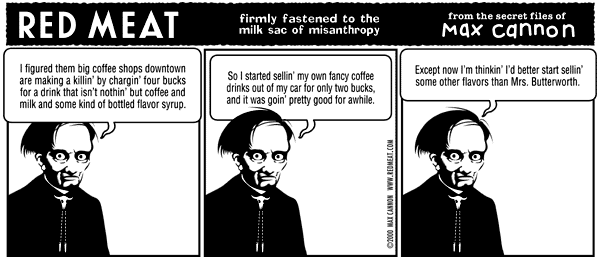 RED MEAT
firmly fastened to the
milk sac of misanthropy
from the secret files of
max cannon
I figured them big coffee shops downtown
are making a killin' by chargin' four bucks
for a drink that isn't nothin' but coffee and
milk and some kind of bottled flavor syrup.
So I started sellin' my own fancy coffee
drinks out of my car for only two bucks,
and it was goin' pretty good for awhile.
©2000 MAX CANNON WWW.REDMEAT.COM
Except now I'm thinkin' I'd better start sellin'
some other flavors than Mrs. Butterworth.